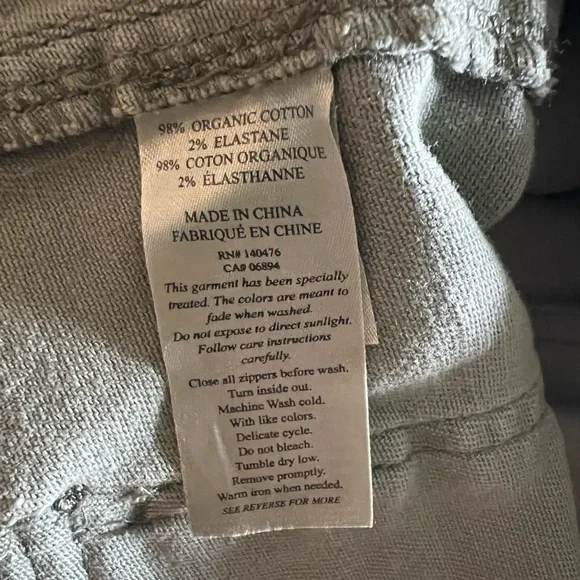 98% ORGANIC COTTON
2% ELASTANE
98% COTON ORGANIQUE
2% ÉLASTHANNE
MADE IN CHINA
FABRIQUÉ EN CHINE
RN# 140476
CA# 06894
This garment has been specially
treated. The colors are meant to
fade when washed.
Do not expose to direct sunlight.
Follow care instructions
carefully.
Close all zippers before wash.
Turn inside out.
Machine Wash cold.
With like colors.
Delicate cycle.
Do not bleach.
Tumble dry low.
Remove promptly.
Warm iron when needed.
SEE REVERSE FOR MORE